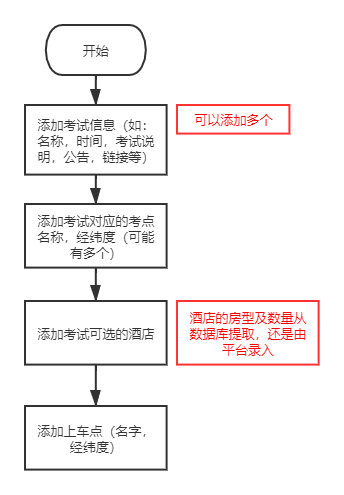 开始
添加考试信息（如：
名称，时间，考试说
明，公告，链接等）
可以添加多个
添加考试对应的考点
名称，经纬度（可能
有多个）
添加考试可选的酒店
酒店的房型及数量从
数据库提取，还是由
平台录入
添加上车点（名字，
经纬度）